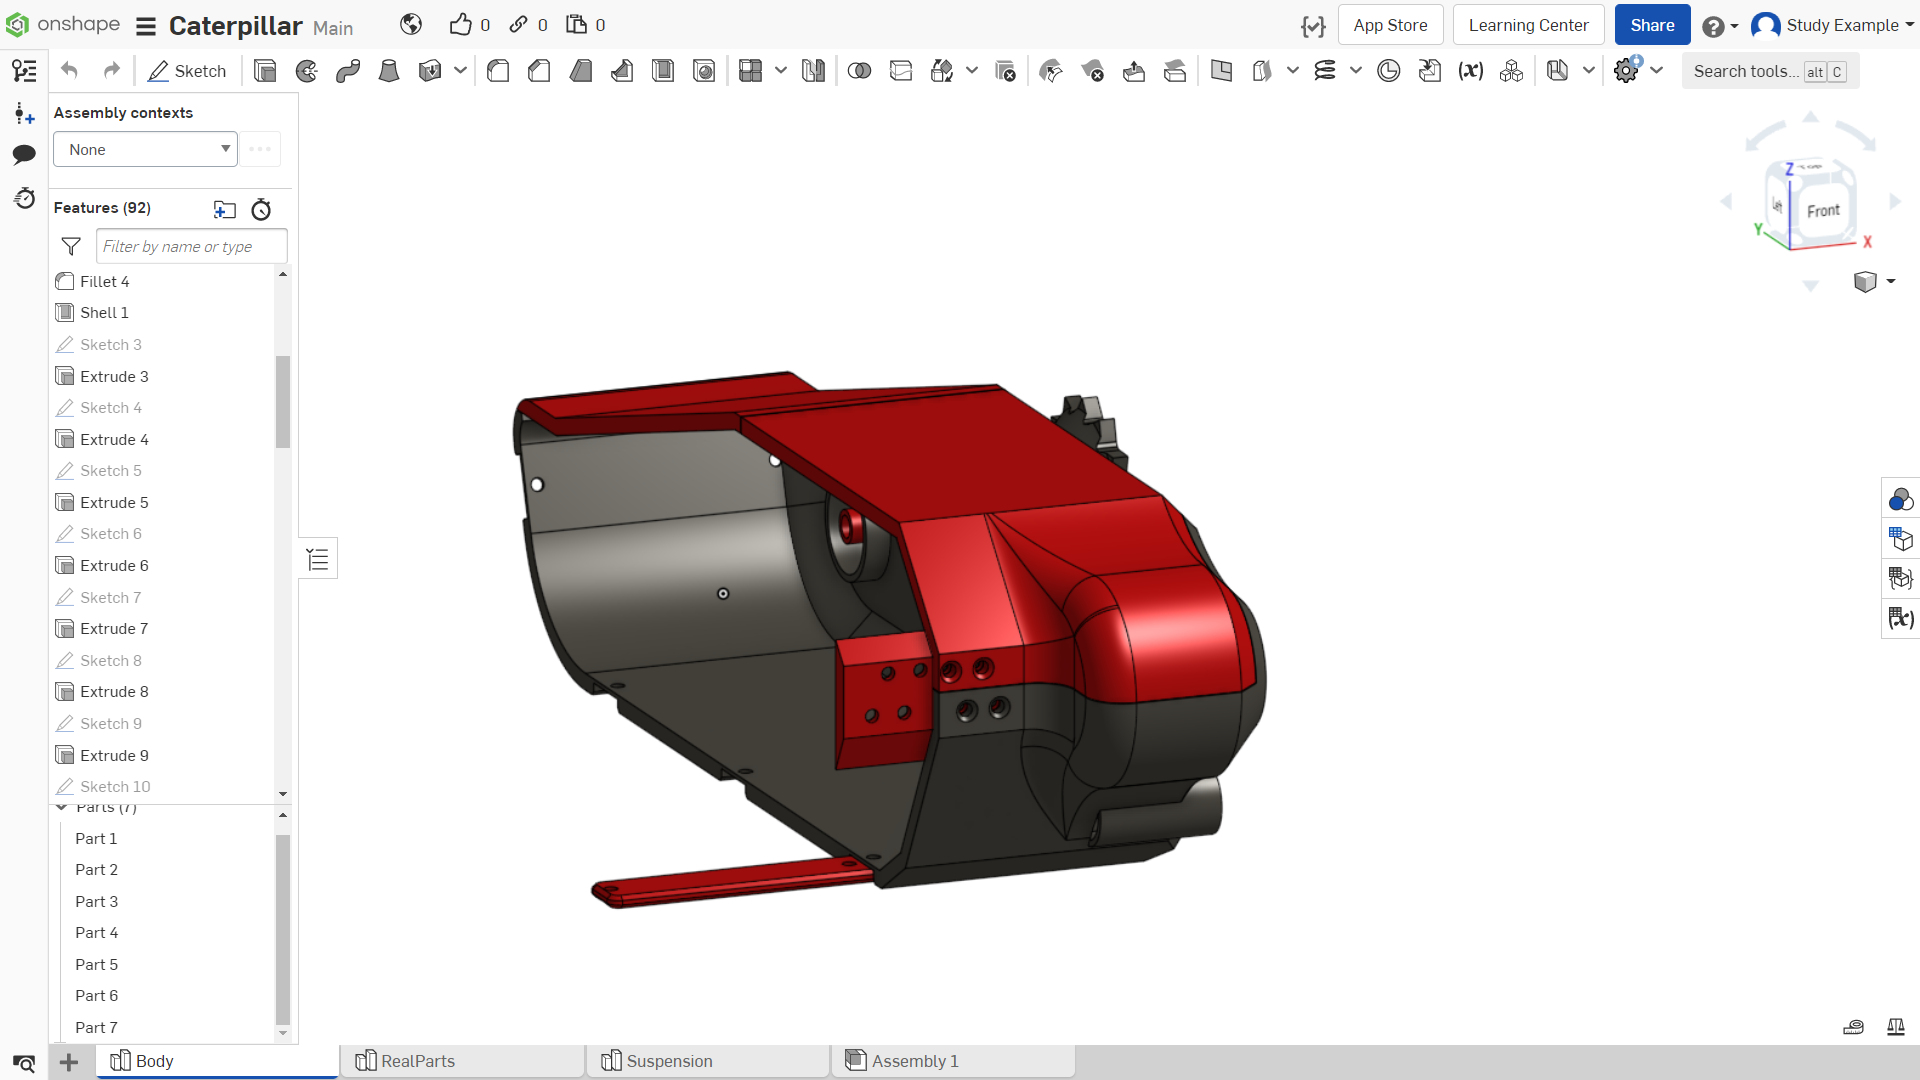 onshape Caterpillar Main 0 0 0 App Store Learning Center Share Study Example
Sketch Search tools... alt C
Assembly contexts
None
Features (92)
Filter by name or type
Fillet 4
Shell 1
Sketch 3
Extrude 3
Sketch 4
Extrude 4
Sketch 5
Extrude 5
Sketch 6
Extrude 6
Sketch 7
Extrude 7
Sketch 8
Extrude 8
Sketch 9
Extrude 9
Sketch 10
Parts (7)
Part 1
Part 2
Part 3
Part 4
Part 5
Part 6
Part 7
Top
Z
Left Front
Y
X
Body RealParts Suspension Assembly 1